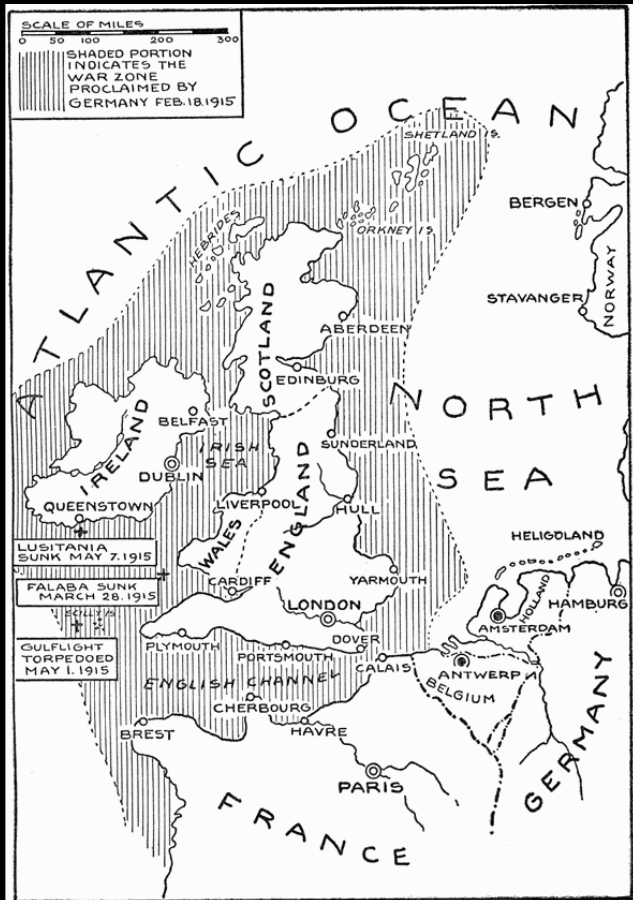 SCALE OF MILES
0 50 100 200 300
SHADED PORTION
INDICATES THE
WAR ZONE
PROCLAIMED BY
GERMANY FEB.18.1915
ATLANTIC OCEAN
SHETLAND IS.
HEBRIDES
ORKNEY IS
BERGEN
NORWAY
STAVANGER
SCOTLAND
ABERDEEN
EDINBURG
NORTH
SEA
IRELAND
BELFAST
IRISH
SEA
SUNDERLAND
DUBLIN
ENGLAND
QUEENSTOWN
LIVERPOOL
HULL
WALES
LUSITANIA
SUNK MAY 7.1915
HELIGOLAND
FALABA SUNK
MARCH 28.1915
CARDIFF
YARMOUTH
HOLLAND
HAMBURG
SCILLY IS
LONDON
AMSTERDAM
GULFLIGHT
TORPEDOED
MAY 1.1915
PLYMOUTH
PORTSMOUTH
DOVER
CALAIS
ANTWERP
BELGIUM
ENGLISH CHANNEL
CHERBOURG
BREST
HAVRE
GERMANY
PARIS
FRANCE